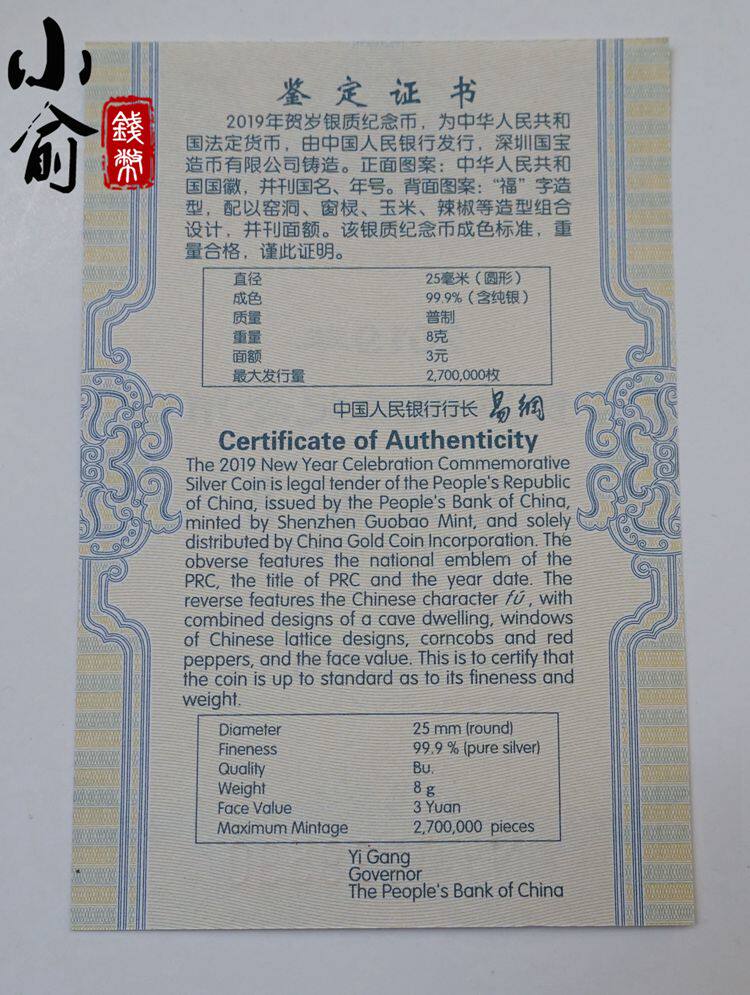 小俞
錢幣
鉴定证书
2019年贺岁银质纪念币，为中华人民共和
国法定货币，由中国人民银行发行，深圳国宝
造币有限公司铸造。正面图案：中华人民共和
国国徽，并刊国名、年号。背面图案：“福”字造
型，配以窑洞、窗棂、玉米、辣椒等造型组合
设计，并刊面额。该银质纪念币成色标准，重
量合格，谨此证明。
直径 25毫米（圆形）
成色 99.9%（含纯银）
质量 普制
重量 8克
面额 3元
最大发行量 2,700,000枚
中国人民银行行长 易纲
Certificate of Authenticity
The 2019 New Year Celebration Commemorative
Silver Coin is legal tender of the People's Republic
of China, issued by the People's Bank of China,
minted by Shenzhen Guobao Mint, and solely
distributed by China Gold Coin Incorporation. The
obverse features the national emblem of the
PRC, the title of PRC and the year date. The
reverse features the Chinese character fú, with
combined designs of a cave dwelling, windows
of Chinese lattice designs, corncobs and red
peppers, and the face value. This is to certify that
the coin is up to standard as to its fineness and
weight.
Diameter 25 mm (round)
Fineness 99.9 % (pure silver)
Quality Bu.
Weight 8 g
Face Value 3 Yuan
Maximum Mintage 2,700,000 pieces
Yi Gang
Governor
The People's Bank of China